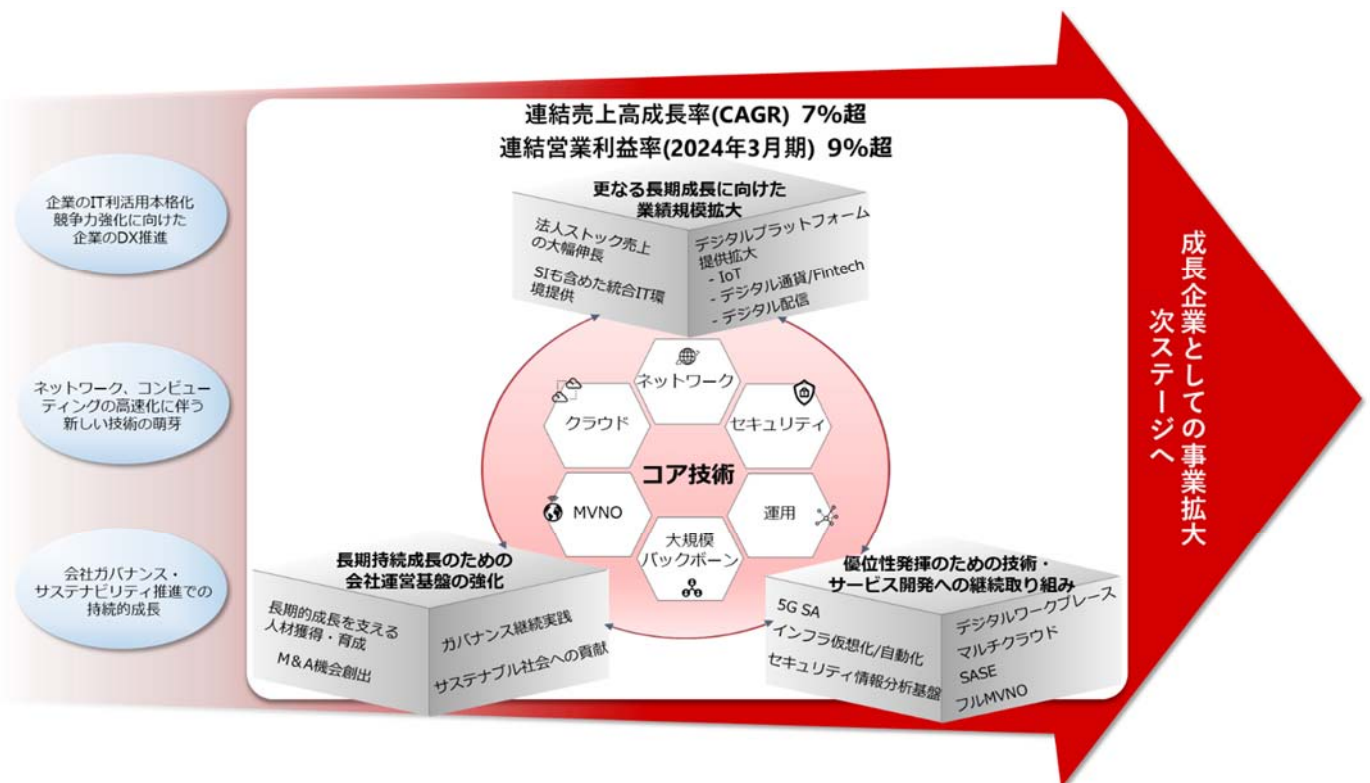 連結売上高成長率(CAGR) 7%超
連結営業利益率(2024年3月期) 9%超
企業のIT利活用本格化
競争力強化に向けた
企業のDX推進
ネットワーク、コンピュー
ティングの高速化に伴う
新しい技術の萌芽
会社ガバナンス・
サステナビリティ推進での
持続的成長
更なる長期成長に向けた
業績規模拡大
法人ストック売上
の大幅伸長
SIも含めた統合IT環
境提供
デジタルプラットフォーム
提供拡大
- IoT
- デジタル通貨/Fintech
- デジタル配信
ネットワーク
クラウド
セキュリティ
コア技術
MVNO
運用
大規模
バックボーン
長期持続成長のための
会社運営基盤の強化
長期的成長を支える
人材獲得・育成
M&A機会創出
ガバナンス継続実践
サステナブル社会への貢献
優位性発揮のための技術・
サービス開発への継続取り組み
5G SA
インフラ仮想化/自動化
セキュリティ情報分析基盤
デジタルワークプレース
マルチクラウド
SASE
フルMVNO
成長企業としての事業拡大
次ステージへ